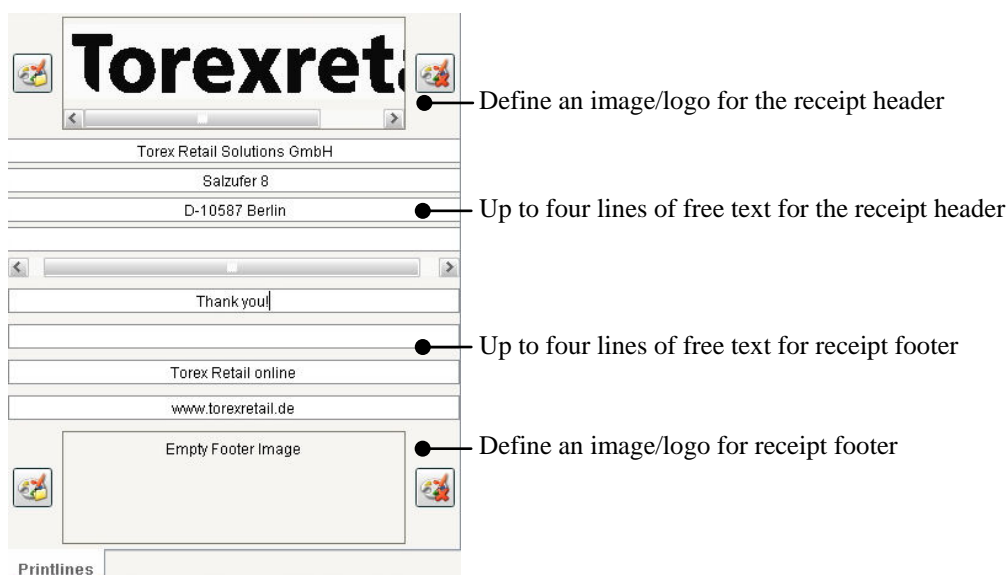 Torexreta
Define an image/logo for the receipt header
Torex Retail Solutions GmbH
Salzufer 8
D-10587 Berlin
Up to four lines of free text for the receipt header
Thank you!
Up to four lines of free text for receipt footer
Torex Retail online
www.torexretail.de
Empty Footer Image
Define an image/logo for receipt footer
Printlines